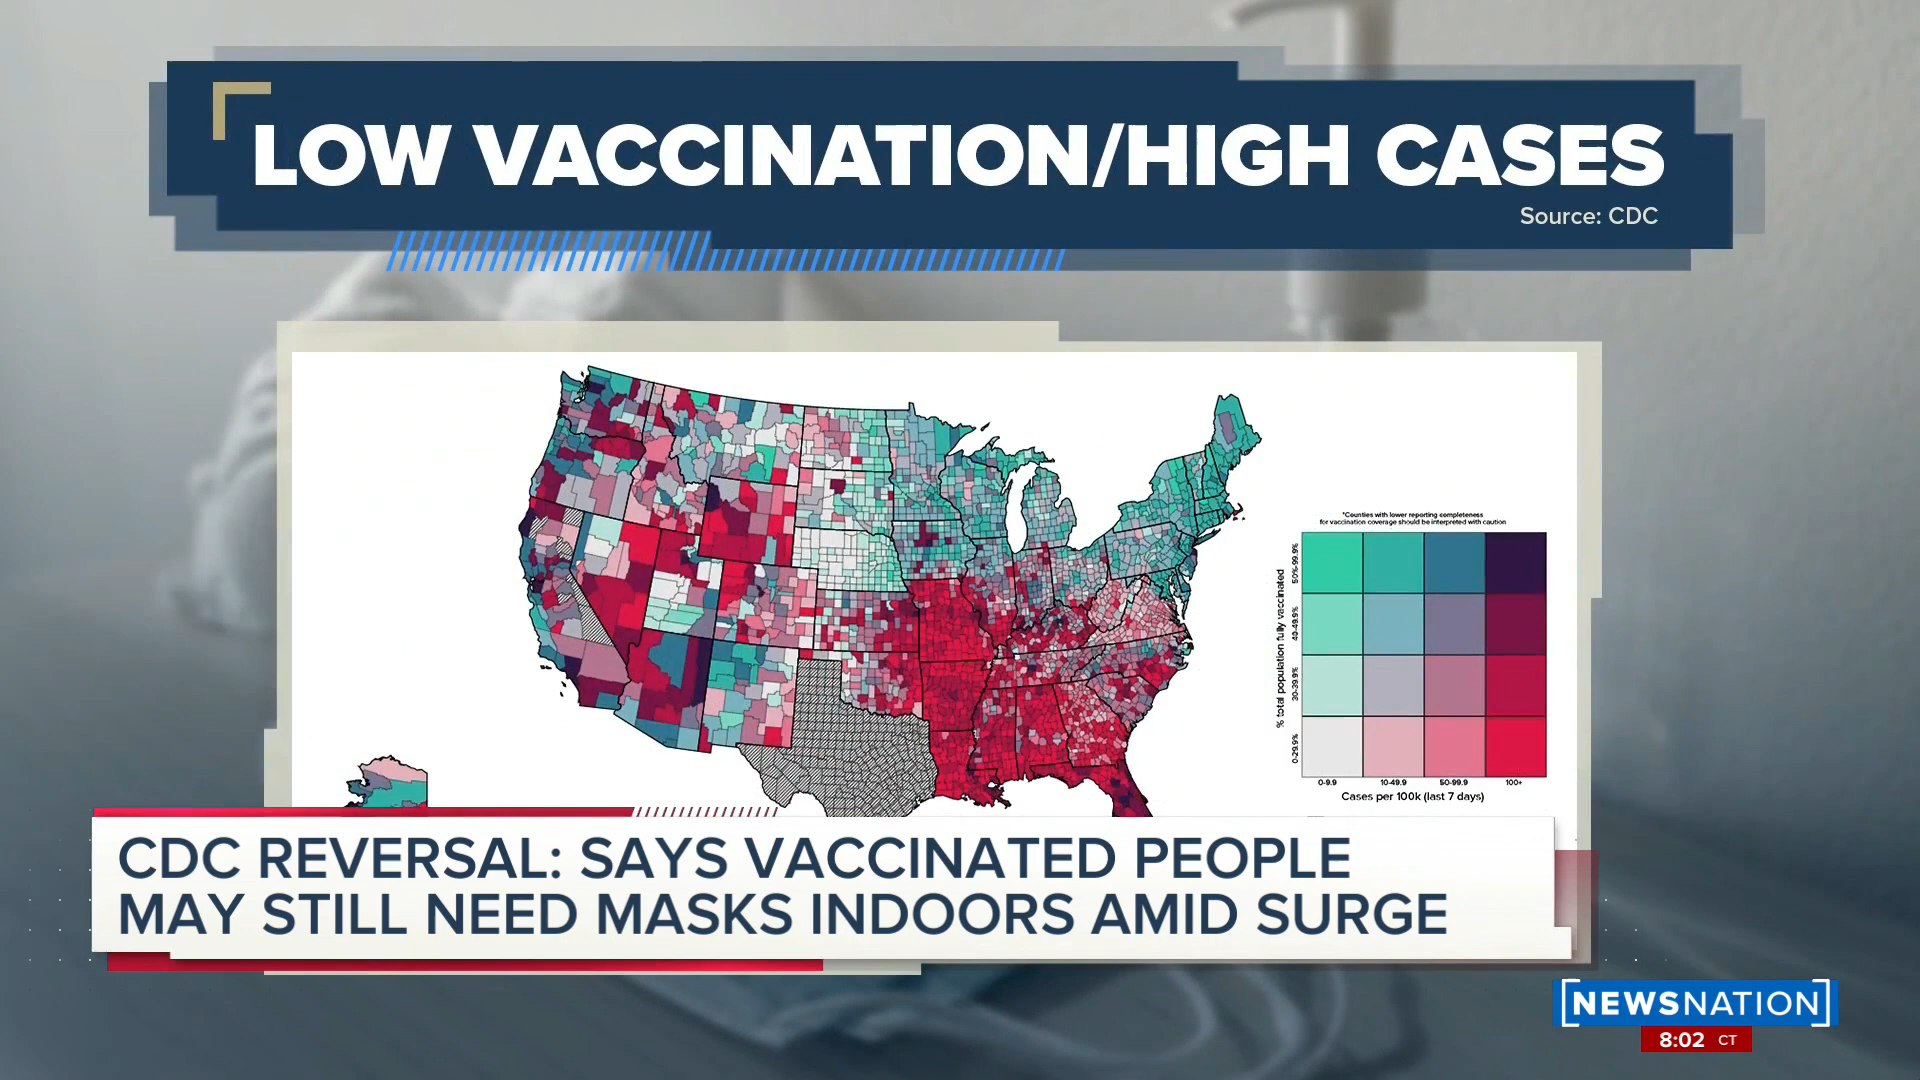 LOW VACCINATION/HIGH CASES
Source: CDC
*Counties with lower reporting completeness
for vaccination coverage should be interpreted with caution
% total population fully vaccinated
50%-99.9%
40-49.9%
30-39.9%
0-29.9%
0-9.9
10-49.9
50-99.9
100+
Cases per 100k (last 7 days)
CDC REVERSAL: SAYS VACCINATED PEOPLE
MAY STILL NEED MASKS INDOORS AMID SURGE
NEWSNATION
8:02 CT